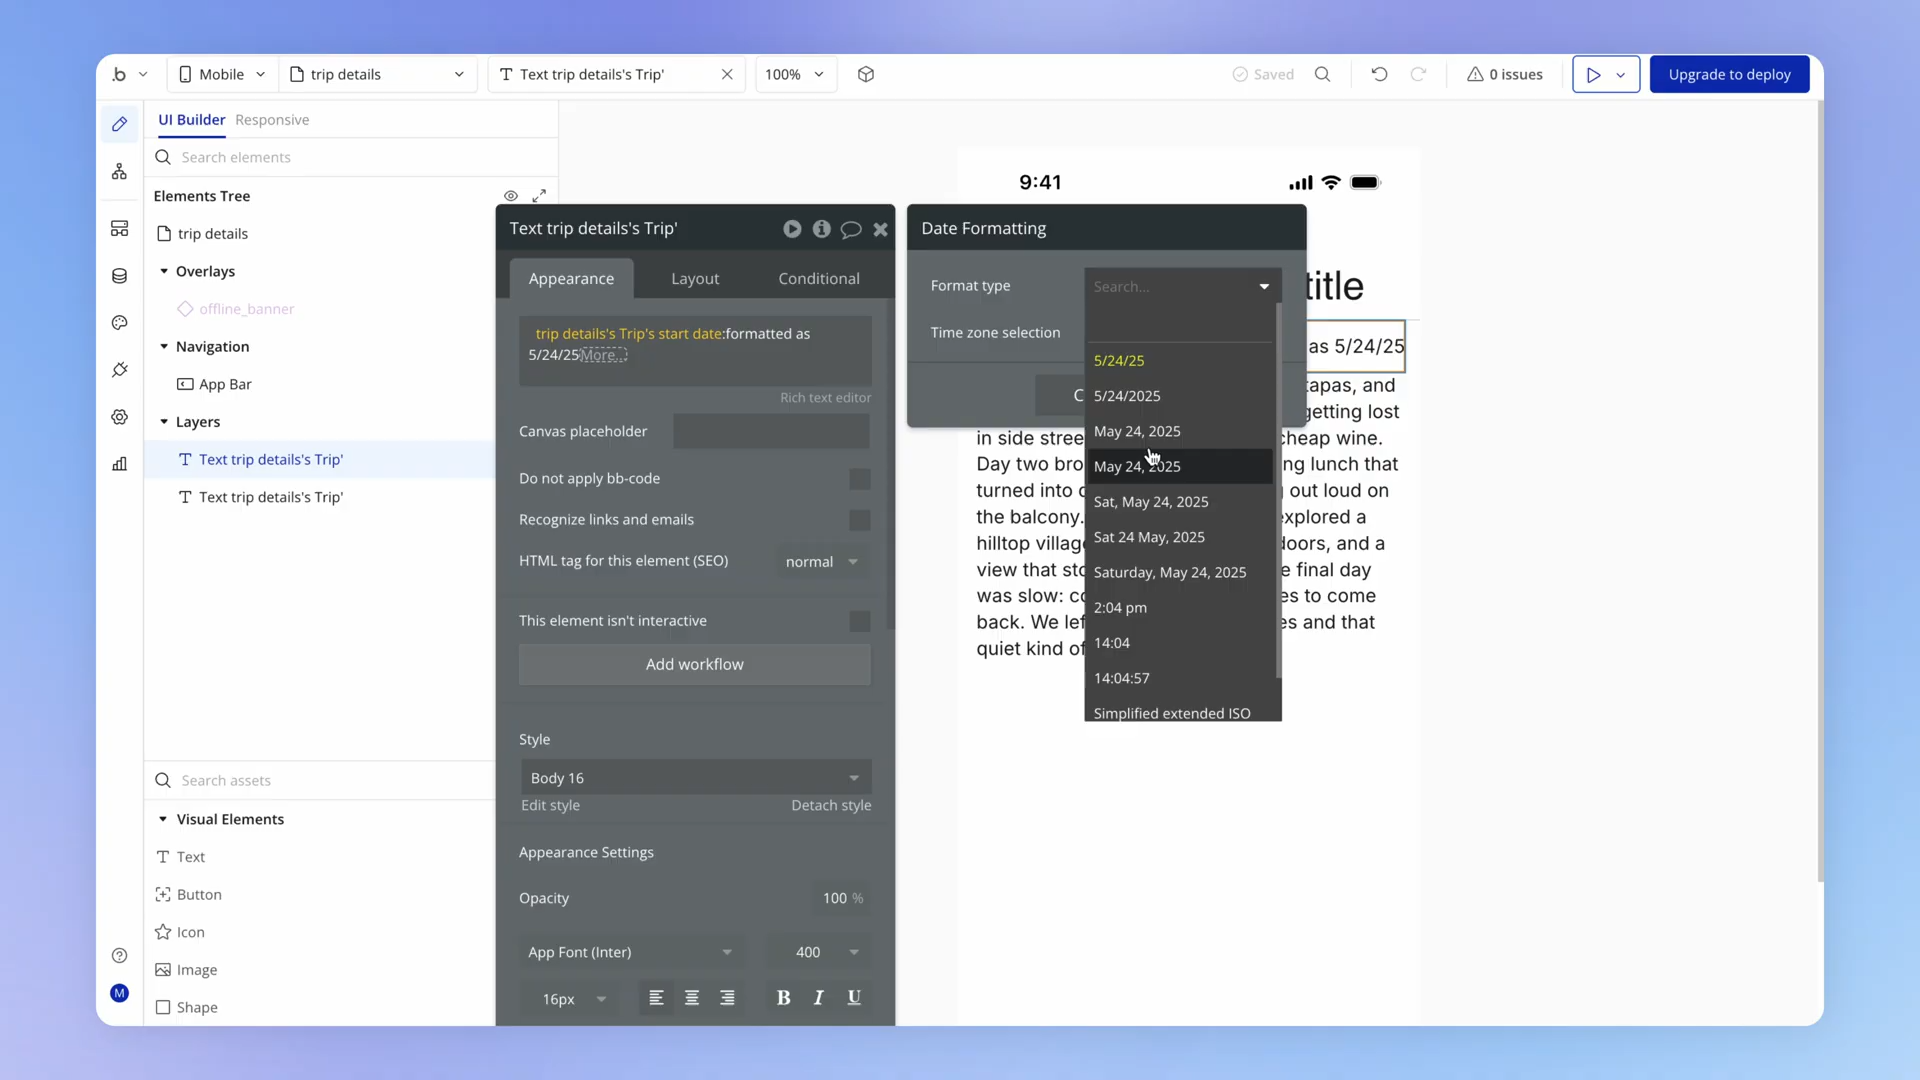 .b
Mobile
trip details
Text trip details's Trip'
100%
Saved
0 issues
Upgrade to deploy
UI Builder
Responsive
Search elements
Elements Tree
trip details
Overlays
offline_banner
Navigation
App Bar
Layers
Text trip details's Trip'
Text trip details's Trip'
Search assets
Visual Elements
Text
Button
Icon
Image
Shape
M
Text trip details's Trip'
Appearance
Layout
Conditional
trip details's Trip's start date:formatted as
5/24/25More...
Rich text editor
Canvas placeholder
Do not apply bb-code
Recognize links and emails
HTML tag for this element (SEO)
normal
This element isn't interactive
Add workflow
Style
Body 16
Edit style
Detach style
Appearance Settings
Opacity
100 %
App Font (Inter)
400
16px
B I U
Date Formatting
Format type
Search...
Time zone selection
C
5/24/25
5/24/2025
May 24, 2025
May 24, 2025
Sat, May 24, 2025
Sat 24 May, 2025
Saturday, May 24, 2025
2:04 pm
14:04
14:04:57
Simplified extended ISO
9:41
title
as 5/24/25
tapas, and
getting lost
in side stree cheap wine.
Day two bro ng lunch that
turned into out loud on
the balcony. explored a
hilltop villag doors, and a
view that sto e final day
was slow: co es to come
back. We lef es and that
quiet kind of